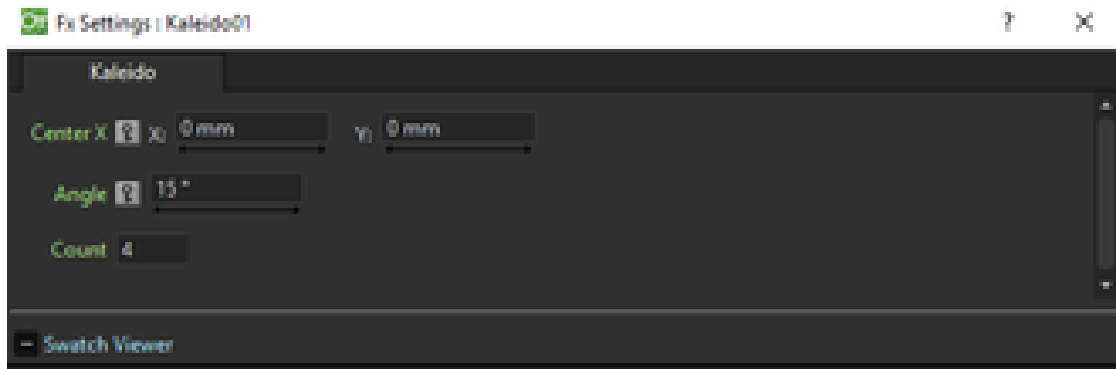 Fx Settings : Kaleido01
Kaleido
Center X X: 0 mm Y: 0 mm
Angle 15 °
Count 4
Swatch Viewer